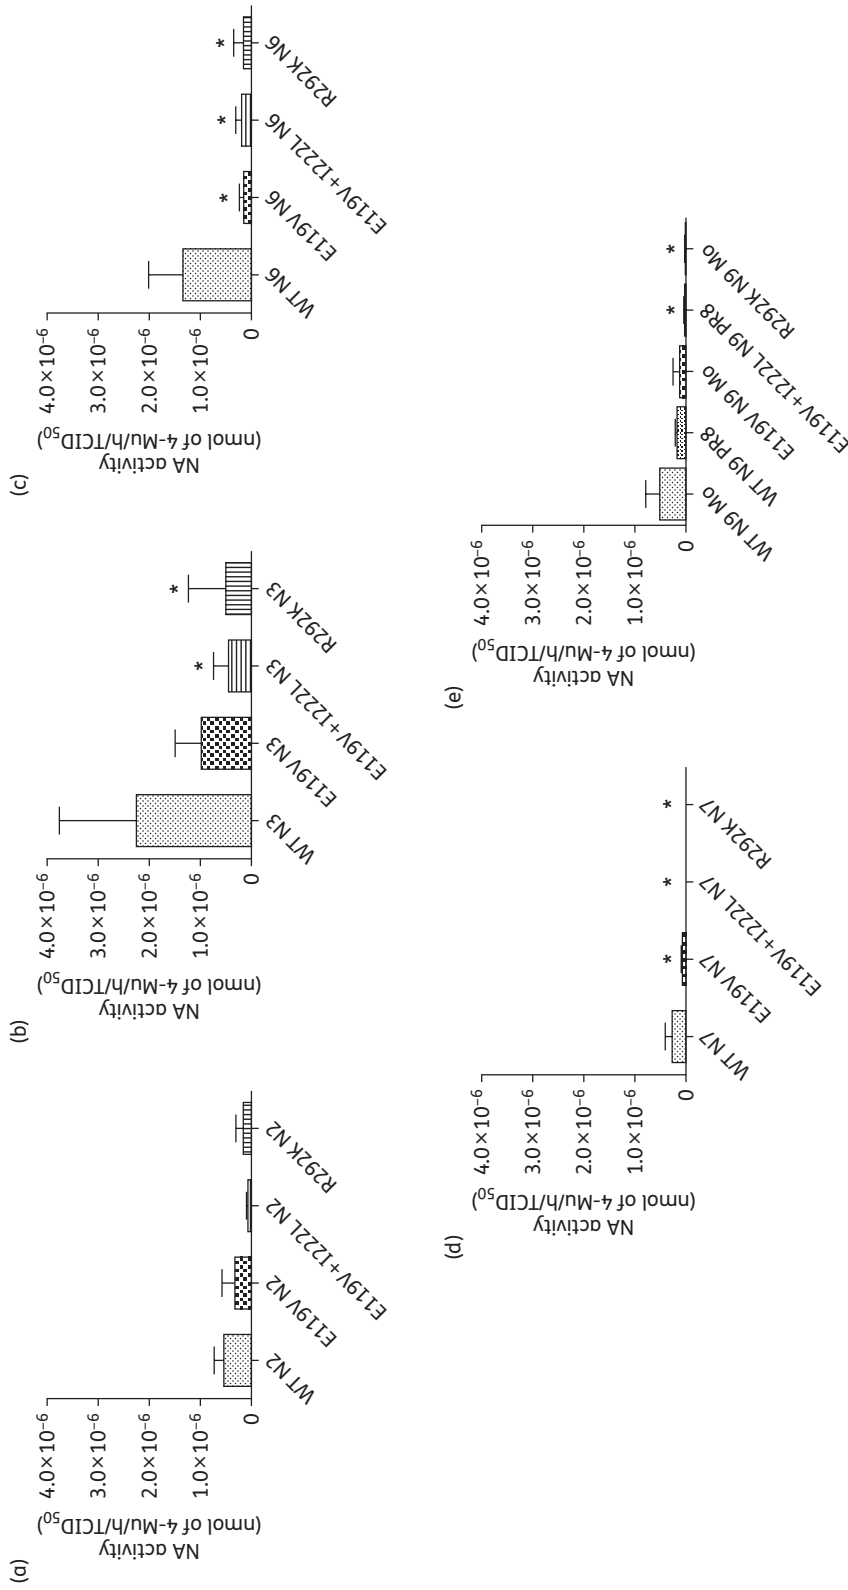 (a)
NA activity
(nmol of 4-Mu/h/TCID50)
4.0×10−6
3.0×10−6
2.0×10−6
1.0×10−6
0
WT N2
E119V N2
E119V+I222L N2
R292K N2
(b)
NA activity
(nmol of 4-Mu/h/TCID50)
4.0×10−6
3.0×10−6
2.0×10−6
1.0×10−6
0
*
*
WT N3
E119V N3
E119V+I222L N3
R292K N3
(c)
NA activity
(nmol of 4-Mu/h/TCID50)
4.0×10−6
3.0×10−6
2.0×10−6
1.0×10−6
0
*
*
*
WT N6
E119V N6
E119V+I222L N6
R292K N6
(d)
NA activity
(nmol of 4-Mu/h/TCID50)
4.0×10−6
3.0×10−6
2.0×10−6
1.0×10−6
0
*
*
*
WT N7
E119V N7
E119V+I222L N7
R292K N7
(e)
NA activity
(nmol of 4-Mu/h/TCID50)
4.0×10−6
3.0×10−6
2.0×10−6
1.0×10−6
0
*
*
WT N9 Mo
WT N9 PR8
E119V N9 Mo
E119V+I222L N9 PR8
R292K N9 Mo